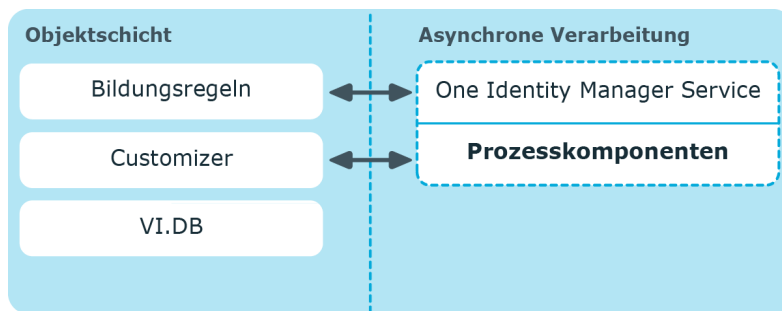 Objektschicht
Bildungsregeln
Customizer
VI.DB
Asynchrone Verarbeitung
One Identity Manager Service
Prozesskomponenten